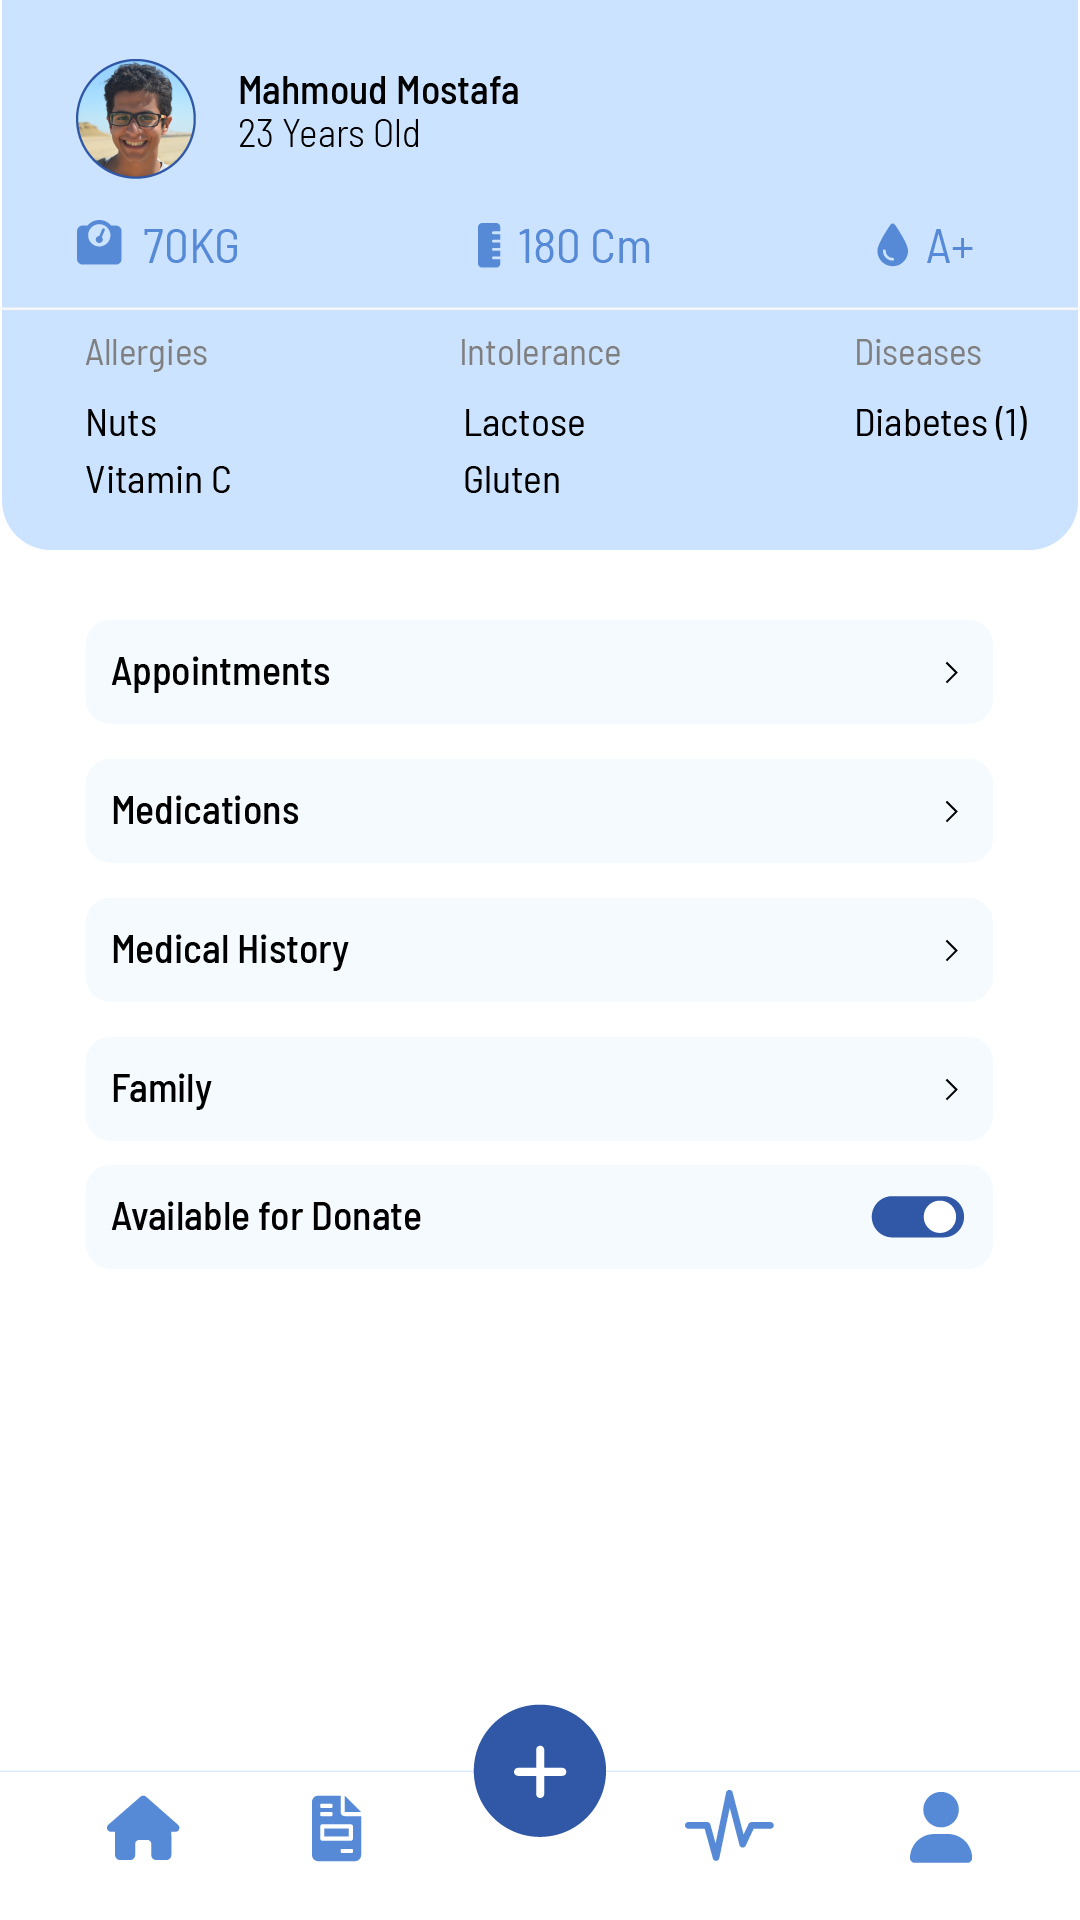 Mahmoud Mostafa
23 Years Old
70KG 180 Cm A+
Allergies Intolerance Diseases
Nuts Lactose Diabetes (1)
Vitamin C Gluten
Appointments
Medications
Medical History
Family
Available for Donate